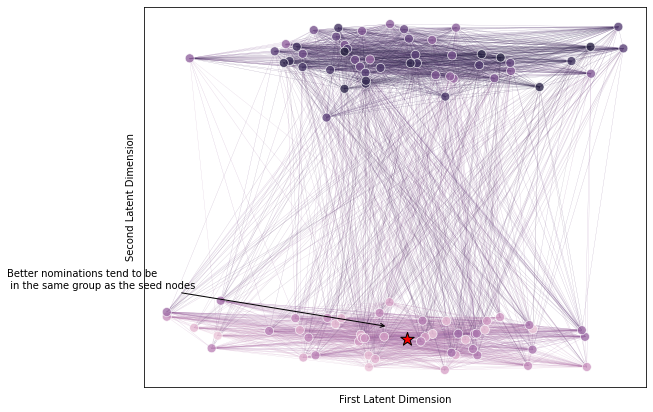 Second Latent Dimension
Better nominations tend to be
in the same group as the seed nodes
First Latent Dimension